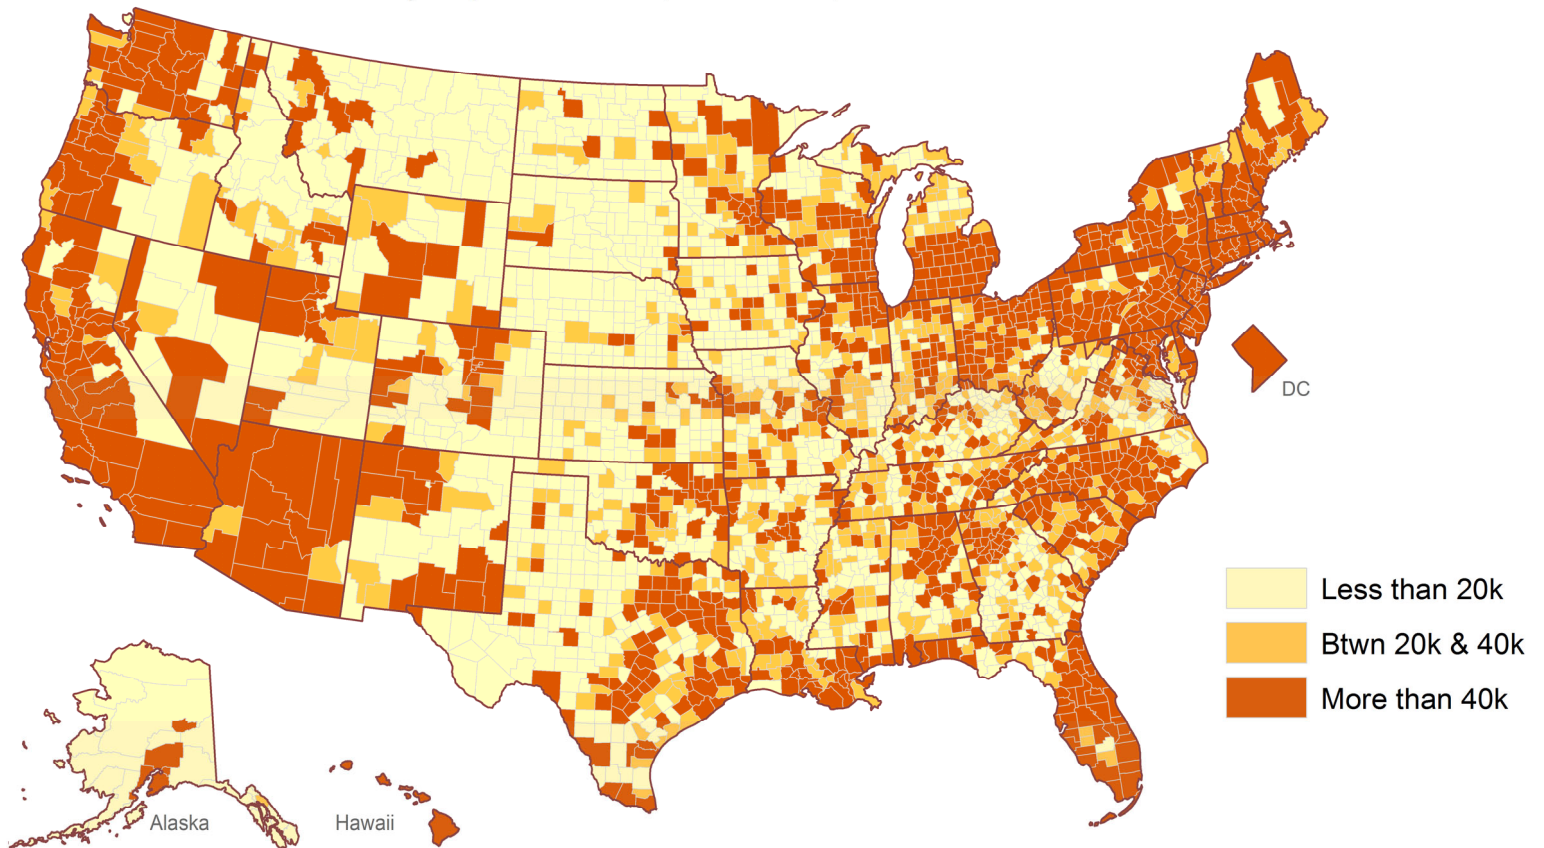 DC
Less than 20k
Btwn 20k & 40k
More than 40k
Alaska
Hawaii